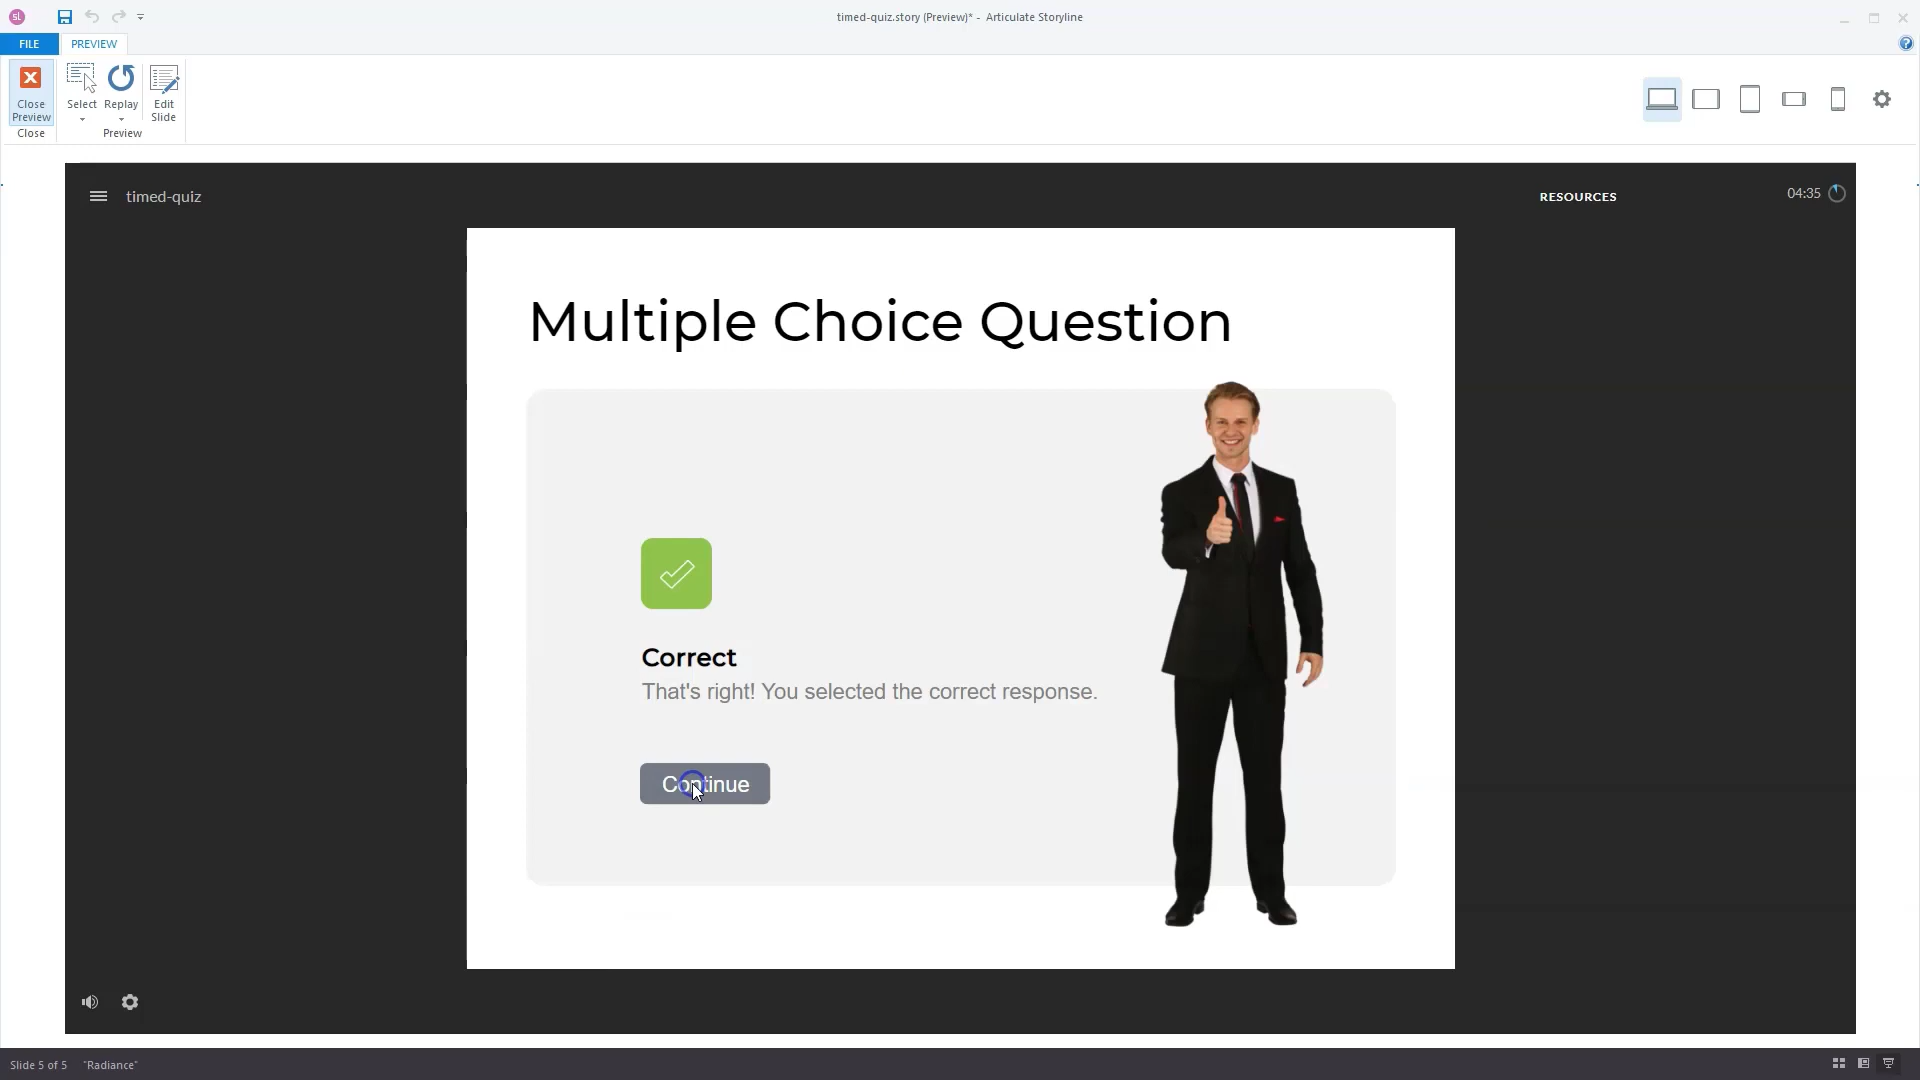 sl
timed-quiz.story (Preview)* - Articulate Storyline
FILE
PREVIEW
?
Close
Preview
Select
Replay
Edit
Slide
Close
Preview
timed-quiz
RESOURCES
04:35
Multiple Choice Question
Correct
That's right! You selected the correct response.
Continue
Slide 5 of 5
"Radiance"